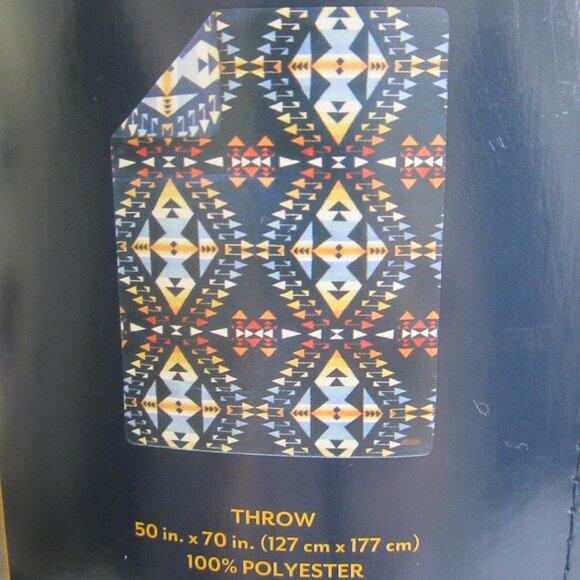 THROW
50 in. x 70 in. (127 cm x 177 cm)
100% POLYESTER